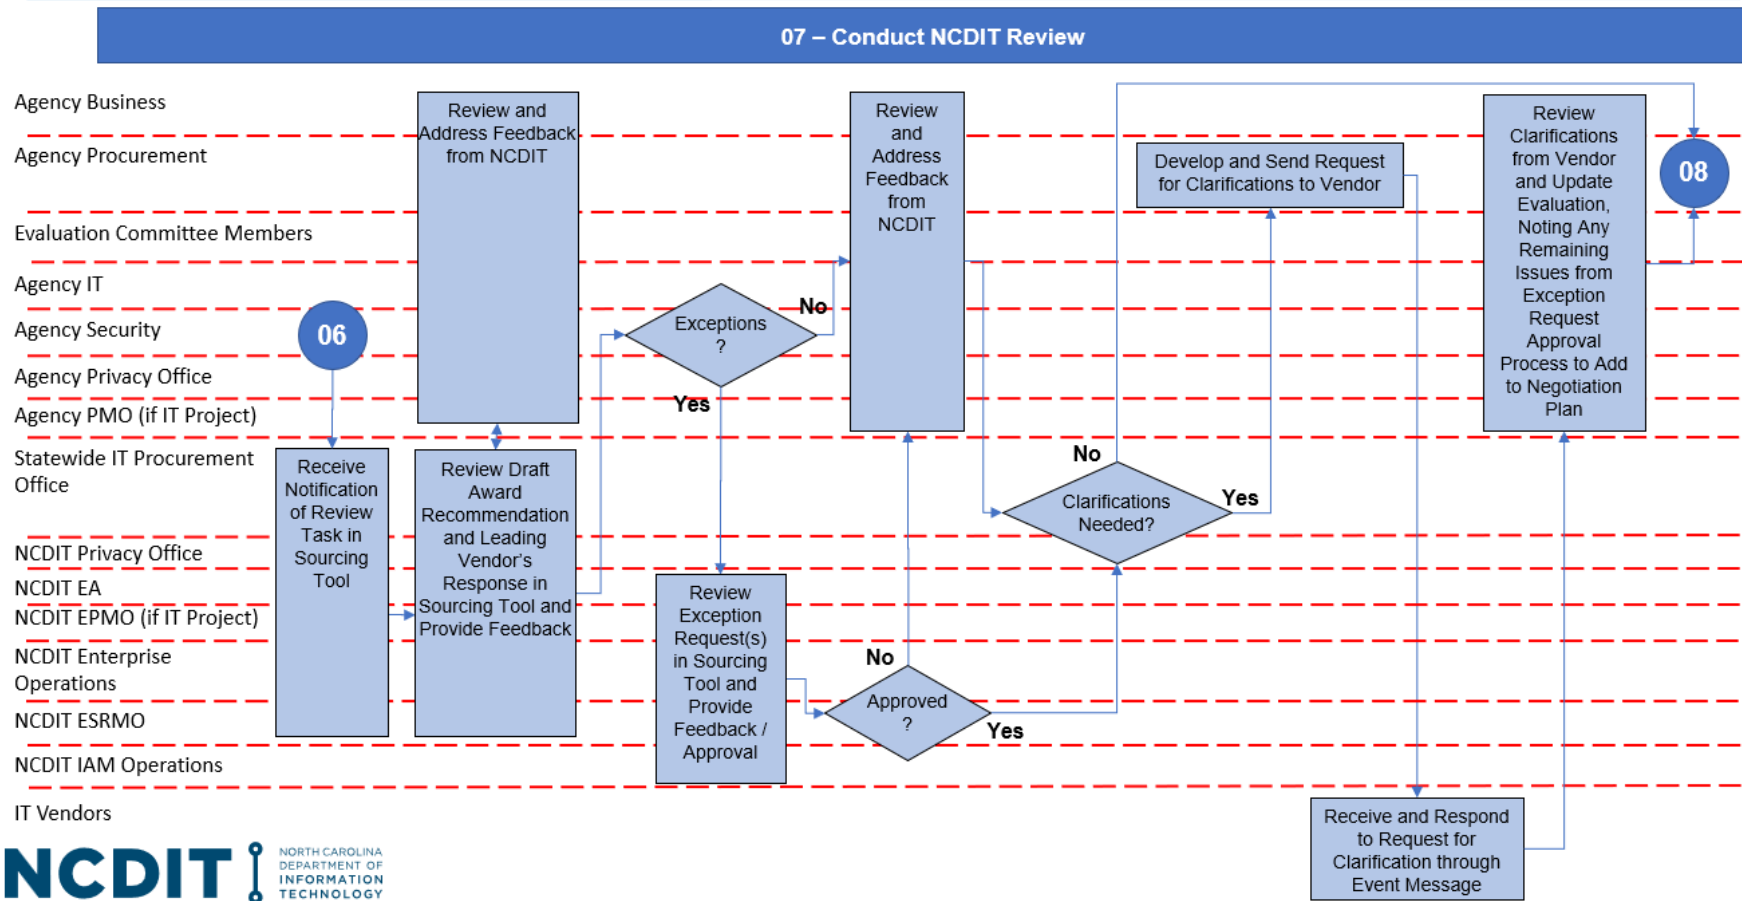 07 – Conduct NCDIT Review
Agency Business
Agency Procurement
Evaluation Committee Members
Agency IT
Agency Security
Agency Privacy Office
Agency PMO (if IT Project)
Statewide IT Procurement
Office
NCDIT Privacy Office
NCDIT EA
NCDIT EPMO (if IT Project)
NCDIT Enterprise
Operations
NCDIT ESRMO
NCDIT IAM Operations
IT Vendors
06
Receive
Notification
of Review
Task in
Sourcing
Tool
Review and
Address Feedback
from NCDIT
Review Draft
Award
Recommendation
and Leading
Vendor's
Response in
Sourcing Tool and
Provide Feedback
Exceptions
?
No
Yes
Review
Exception
Request(s)
in Sourcing
Tool and
Provide
Feedback /
Approval
Approved
?
No
Yes
Review
and
Address
Feedback
from
NCDIT
Clarifications
Needed?
No
Yes
Develop and Send Request
for Clarifications to Vendor
Receive and Respond
to Request for
Clarification through
Event Message
Review
Clarifications
from Vendor
and Update
Evaluation,
Noting Any
Remaining
Issues from
Exception
Request
Approval
Process to Add
to Negotiation
Plan
08
NCDIT
NORTH CAROLINA
DEPARTMENT OF
INFORMATION
TECHNOLOGY